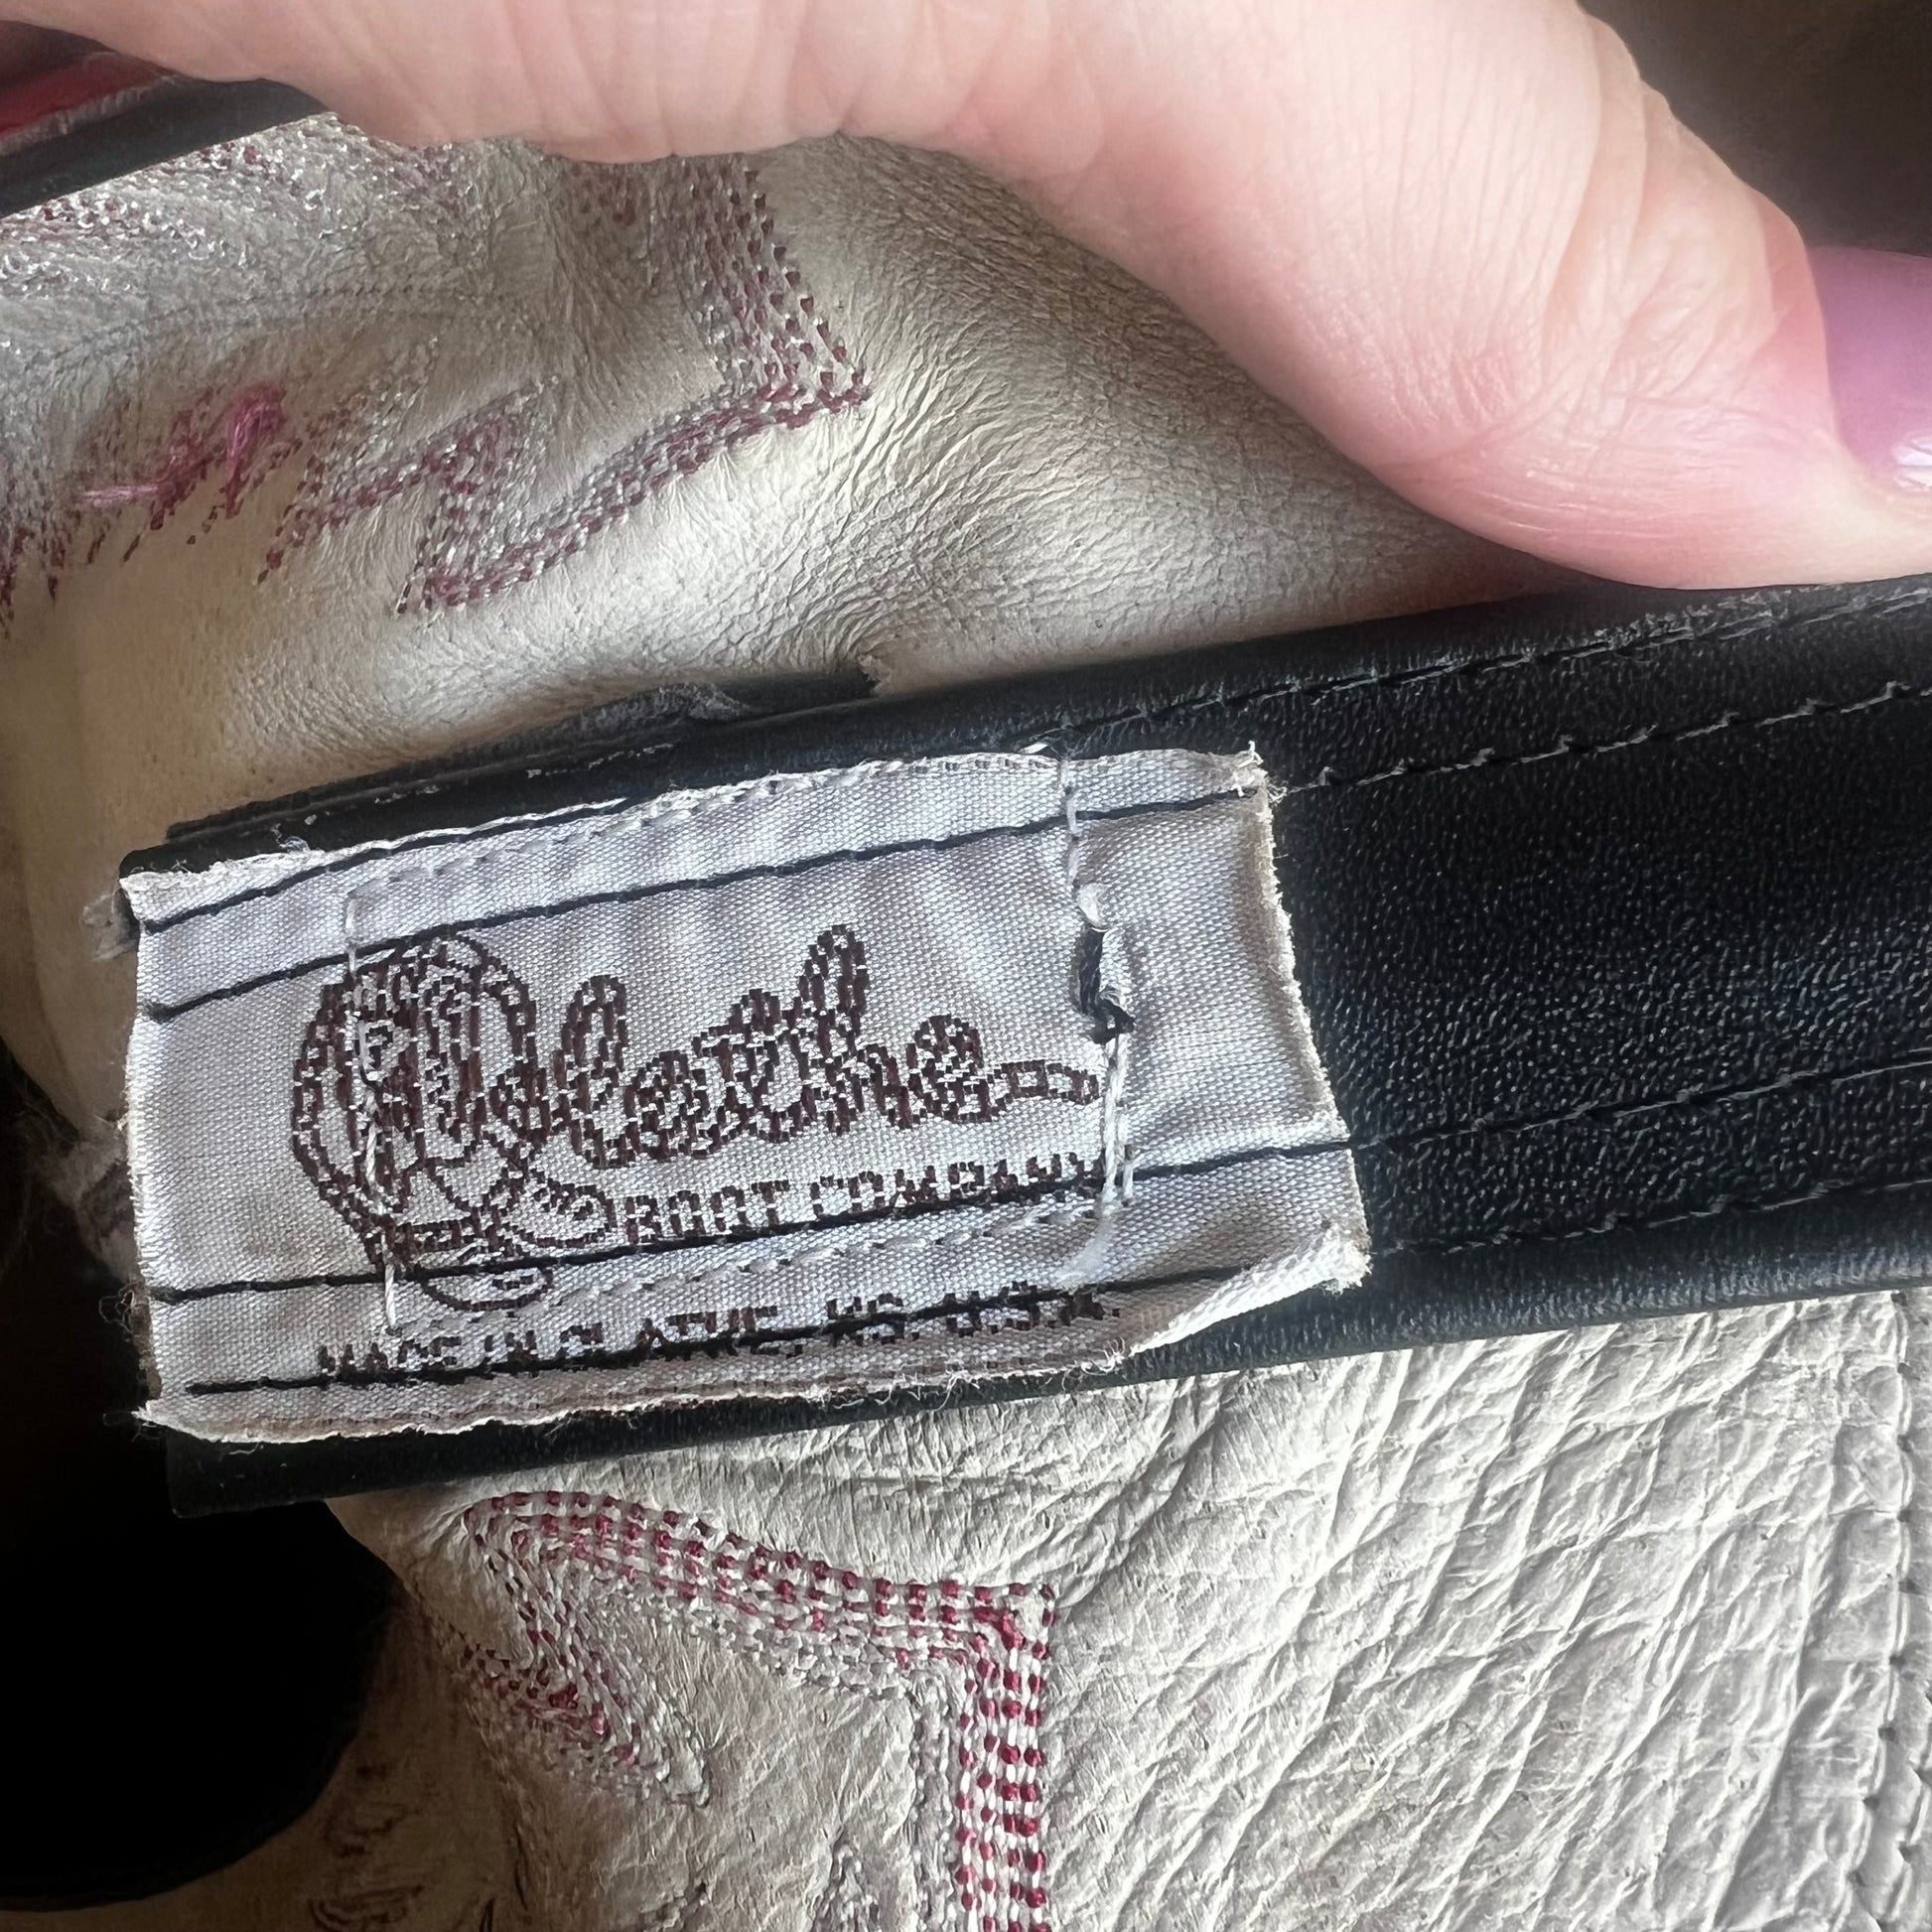 Olathe
BOOT COMPANY
MADE IN OLATHE, KS. U.S.A.